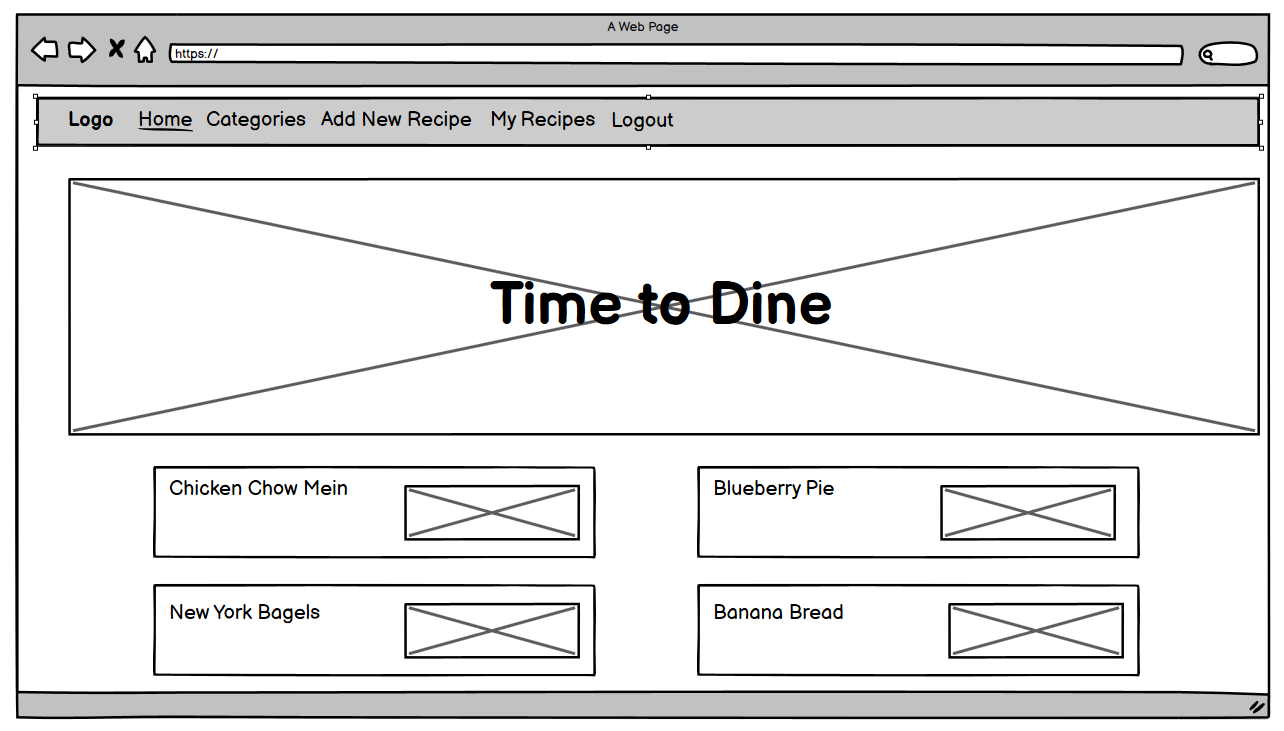 A Web Page
https://
Logo Home Categories Add New Recipe My Recipes Logout
Time to Dine
Chicken Chow Mein
Blueberry Pie
New York Bagels
Banana Bread